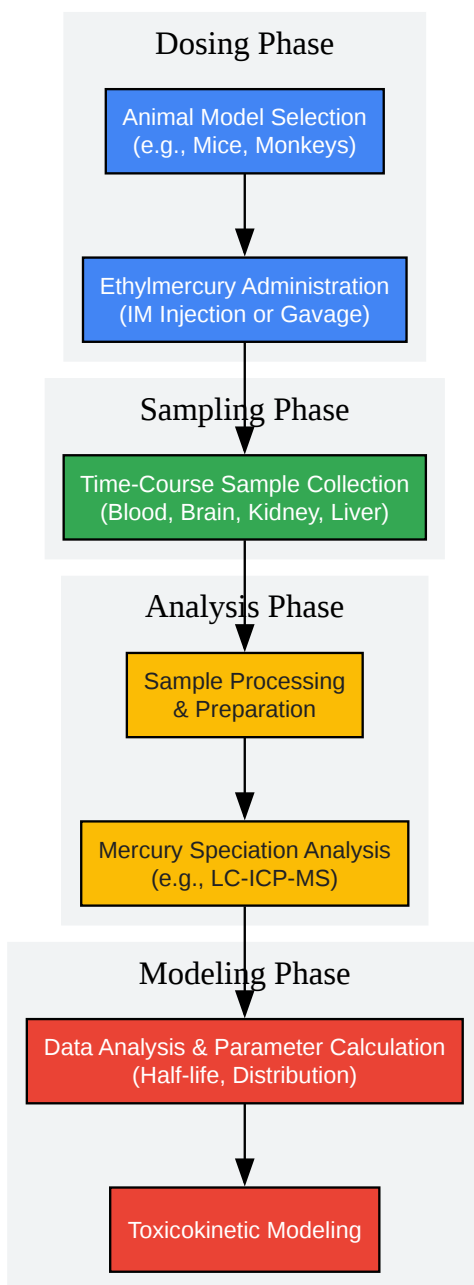 Dosing Phase
Animal Model Selection
(e.g., Mice, Monkeys)
Ethylmercury Administration
(IM Injection or Gavage)
Sampling Phase
Time-Course Sample Collection
(Blood, Brain, Kidney, Liver)
Analysis Phase
Sample Processing
& Preparation
Mercury Speciation Analysis
(e.g., LC-ICP-MS)
Modeling Phase
Data Analysis & Parameter Calculation
(Half-life, Distribution)
Toxicokinetic Modeling